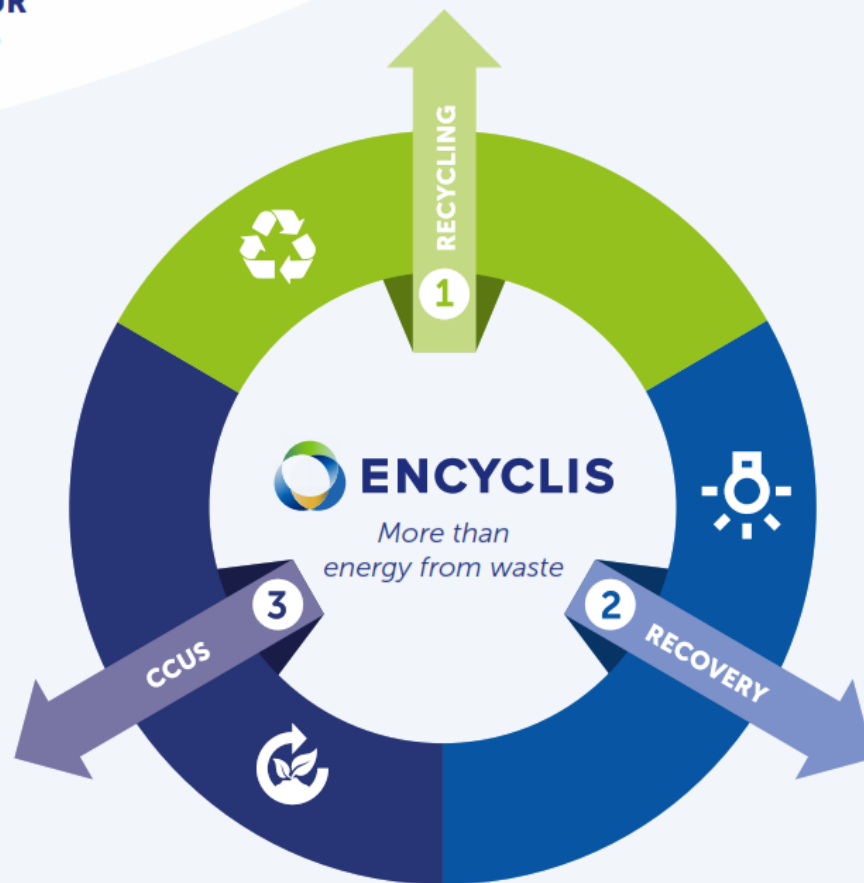 RECYCLING
1
ENCYCLIS
More than
energy from waste
3
2
CCUS
RECOVERY